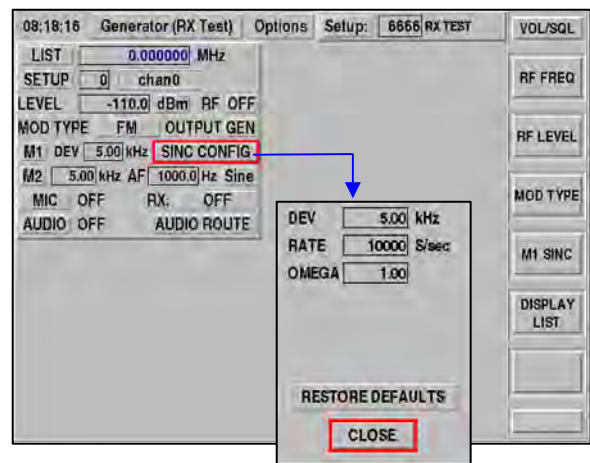 08:18:16 Generator (RX Test) Options Setup: 6666 RX TEST
LIST 0.000000 MHz
SETUP 0 chan0
LEVEL -110.0 dBm RF OFF
MOD TYPE FM OUTPUT GEN
M1 DEV 5.00 kHz SINC CONFIG
M2 5.00 kHz AF 1000.0 Hz Sine
MIC OFF RX: OFF
AUDIO OFF AUDIO ROUTE
DEV 5.00 kHz
RATE 10000 S/sec
OMEGA 1.00
RESTORE DEFAULTS
CLOSE
VOL/SQL
RF FREQ
RF LEVEL
MOD TYPE
M1 SINC
DISPLAY
LIST